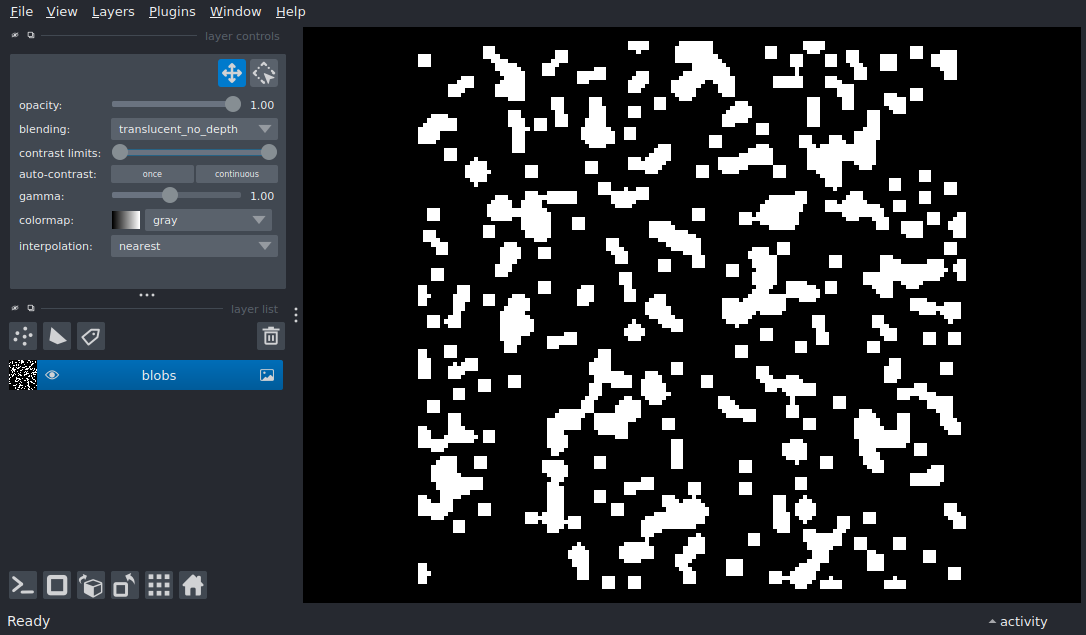 File View Layers Plugins Window Help
layer controls
opacity: 1.00
blending: translucent_no_depth
contrast limits:
auto-contrast: once continuous
gamma: 1.00
colormap: gray
interpolation: nearest
layer list
blobs
Ready activity